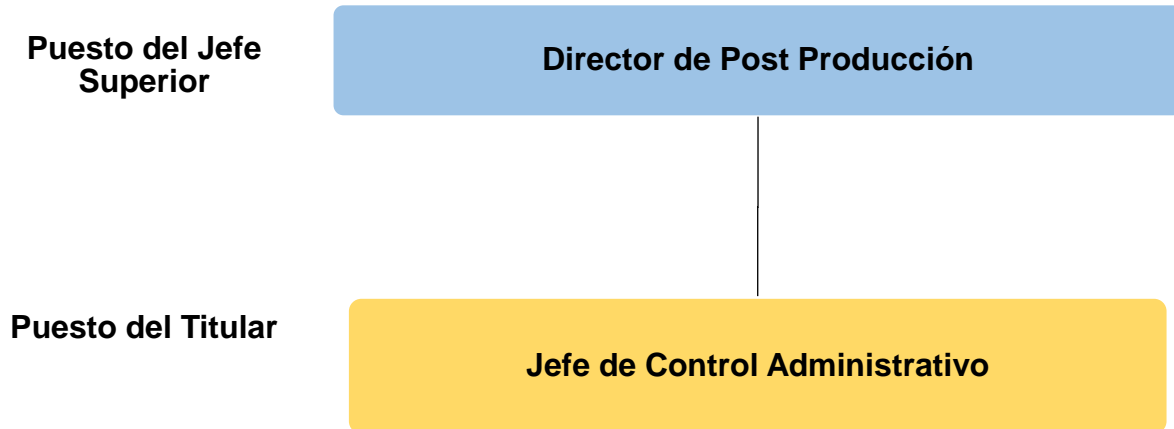 Puesto del Jefe
Superior
Director de Post Producción
Puesto del Titular
Jefe de Control Administrativo